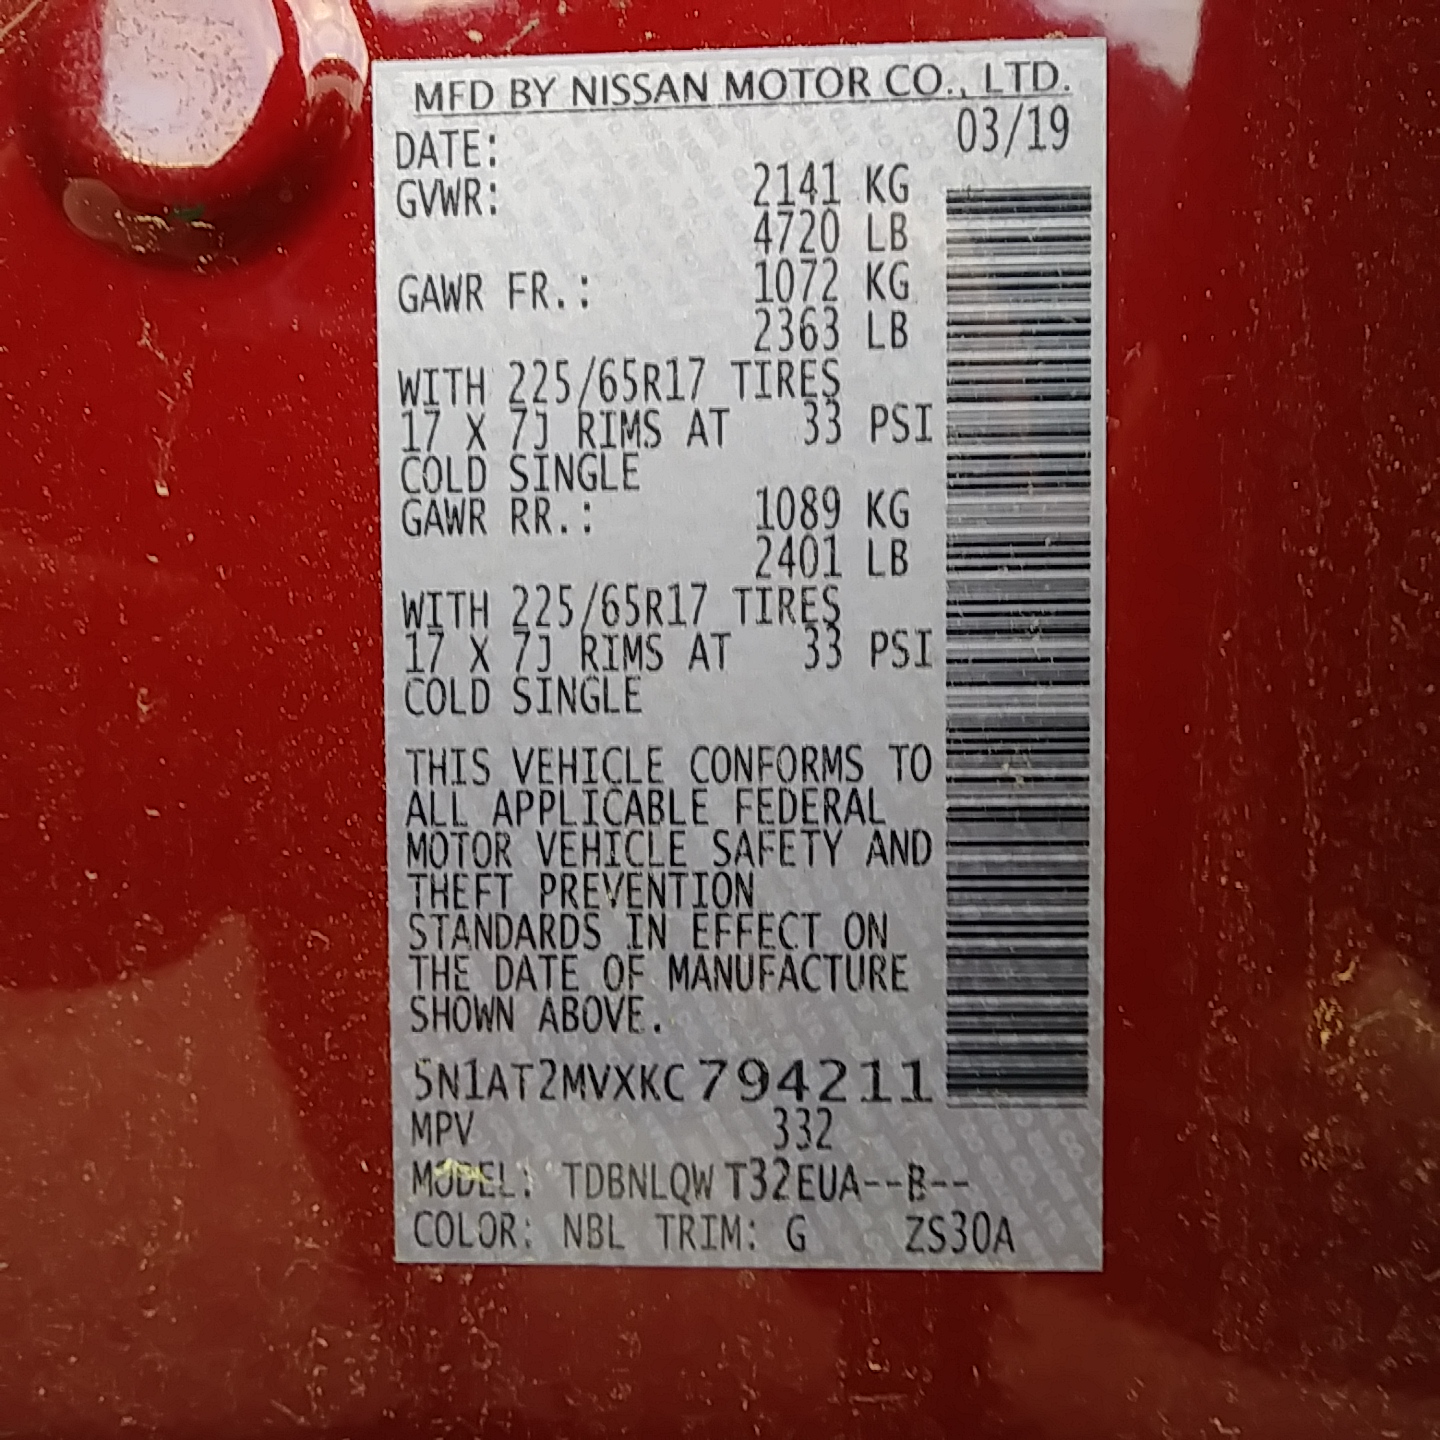 MFD BY NISSAN MOTOR CO., LTD.
DATE: 03/19
GVWR: 2141 KG
4720 LB
GAWR FR.: 1072 KG
2363 LB
WITH 225/65R17 TIRES
17 X 7J RIMS AT 33 PSI
COLD SINGLE
GAWR RR.: 1089 KG
2401 LB
WITH 225/65R17 TIRES
17 X 7J RIMS AT 33 PSI
COLD SINGLE
THIS VEHICLE CONFORMS TO
ALL APPLICABLE FEDERAL
MOTOR VEHICLE SAFETY AND
THEFT PREVENTION
STANDARDS IN EFFECT ON
THE DATE OF MANUFACTURE
SHOWN ABOVE.
5N1AT2MVXKC794211
MPV 332
MODEL: TDBNLQW T32EUA--B--
COLOR: NBL TRIM: G ZS30A